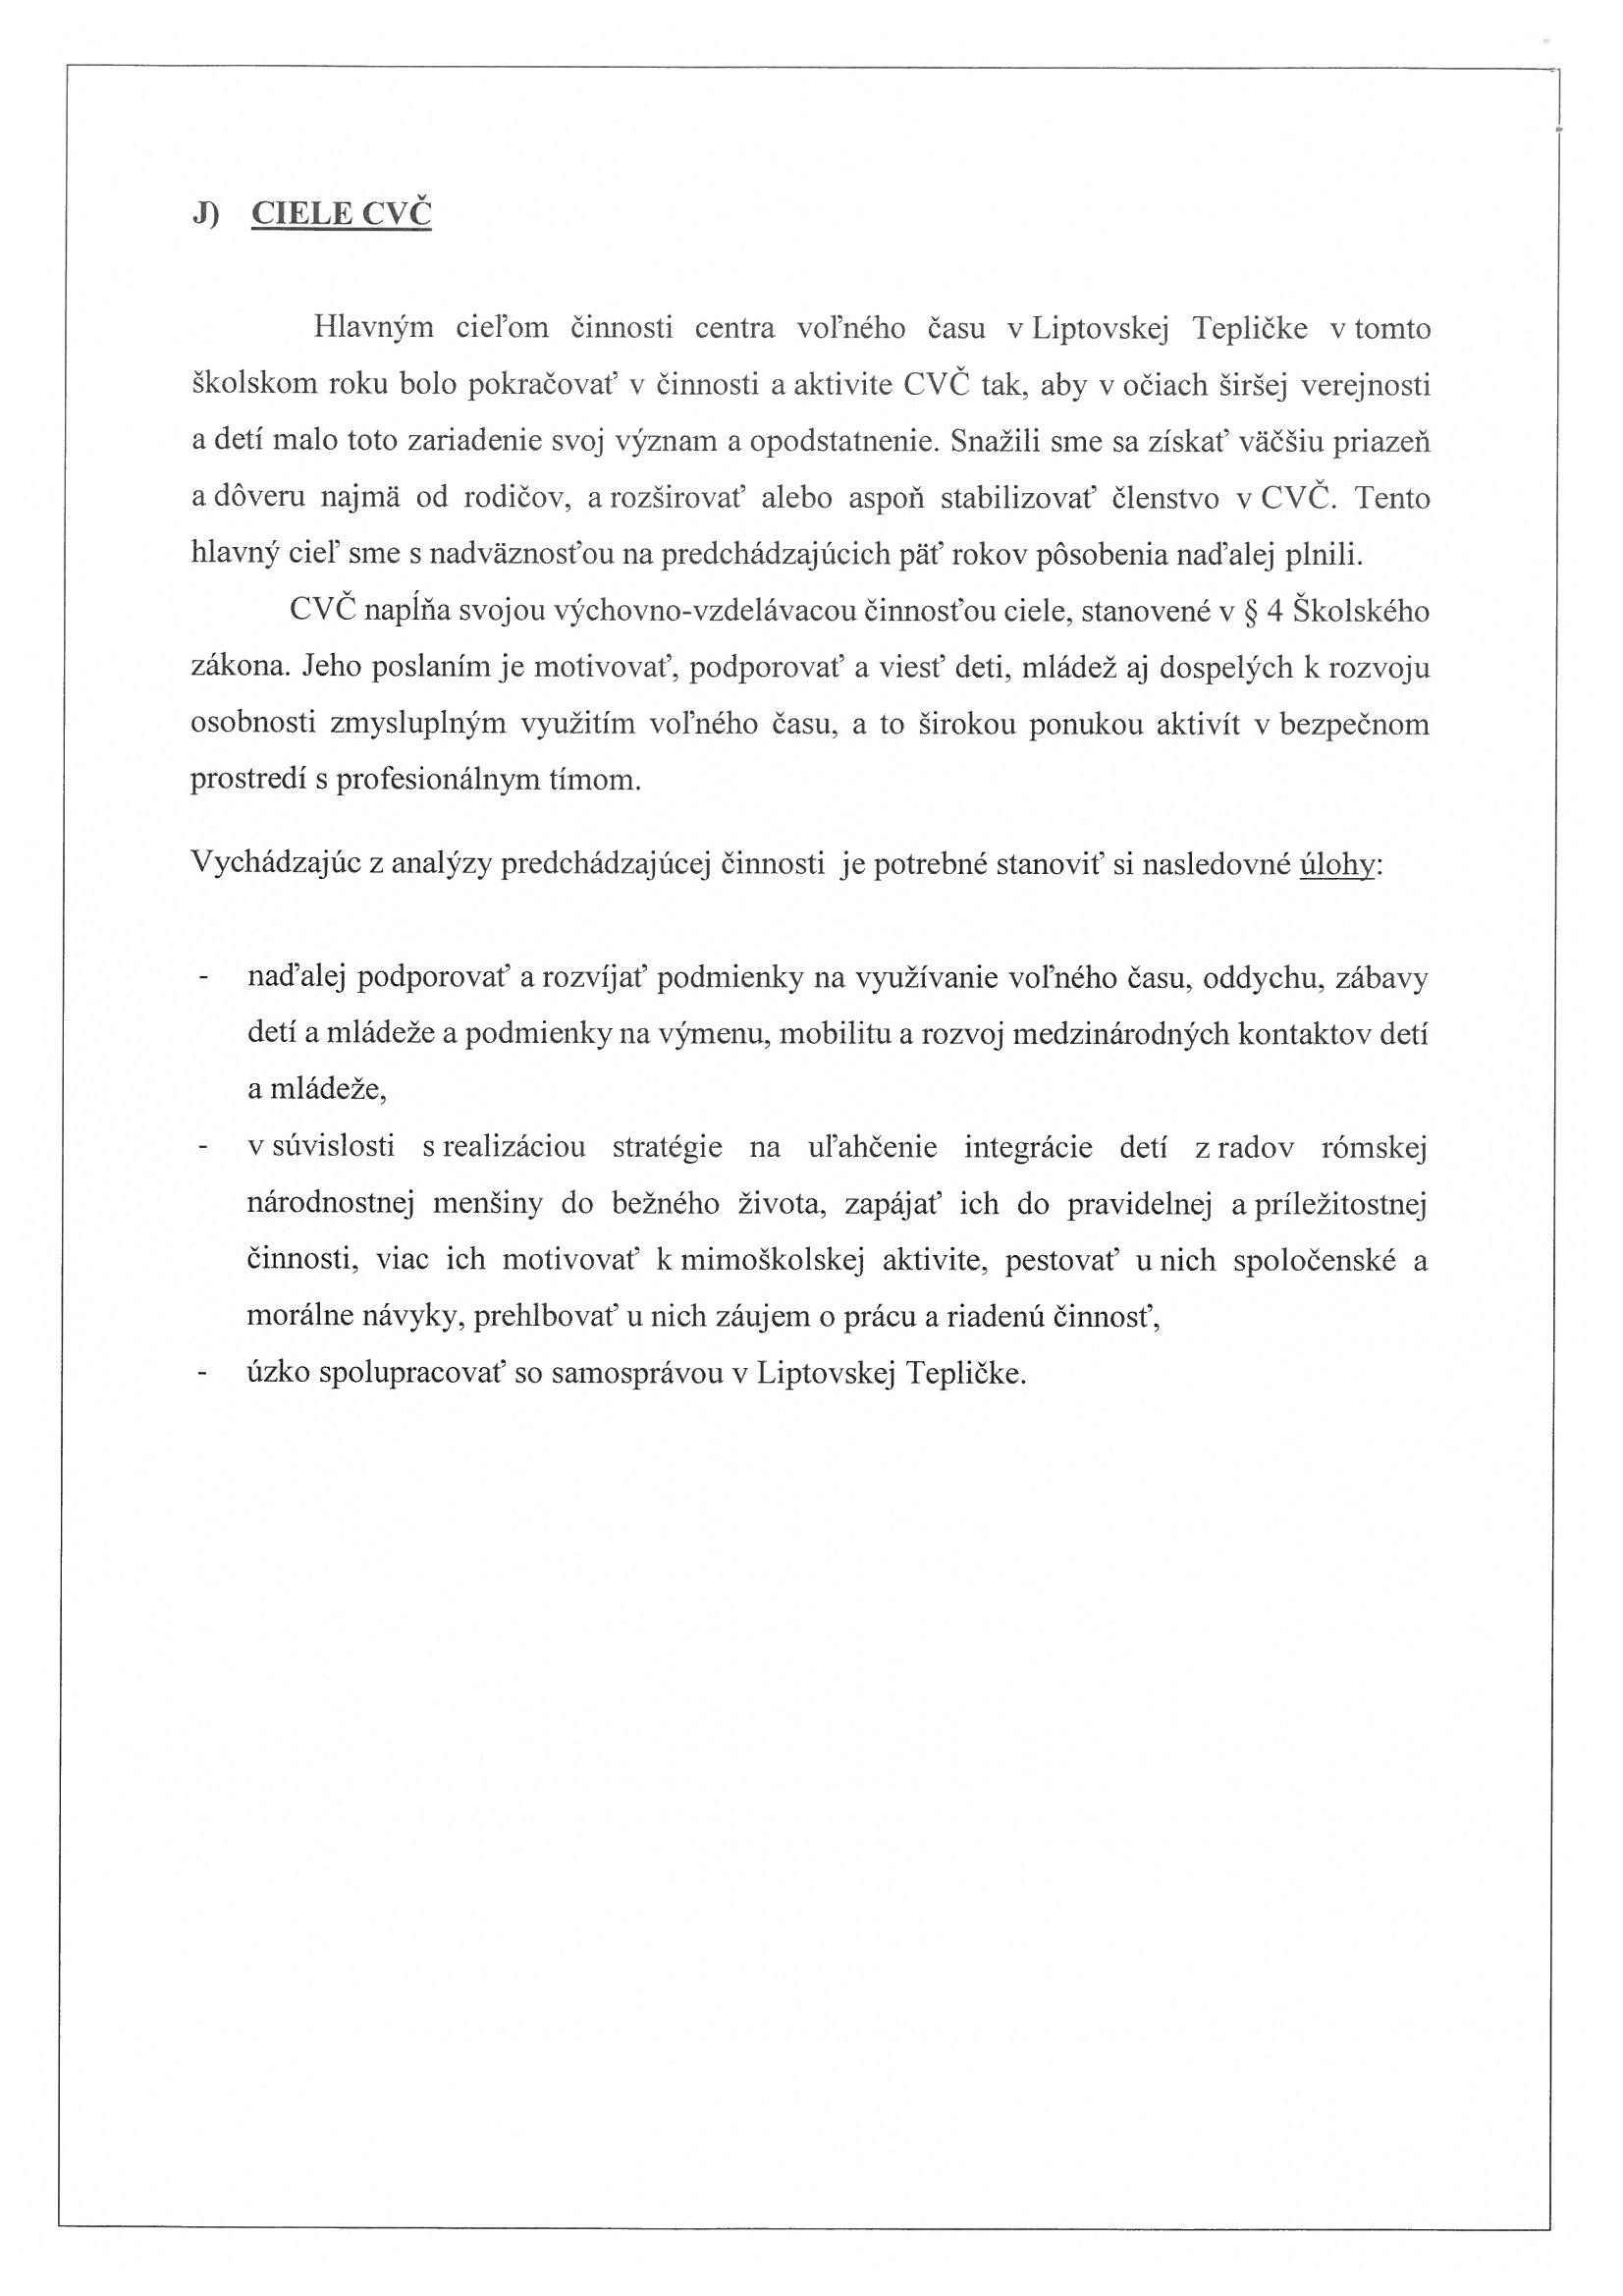 J) CIELE CVČ
Hlavným cieľom činnosti centra voľného času v Liptovskej Tepličke v tomto
školskom roku bolo pokračovať v činnosti a aktivite CVČ tak, aby v očiach širšej verejnosti
a detí malo toto zariadenie svoj význam a opodstatnenie. Snažili sme sa získať väčšiu priazeň
a dôveru najmä od rodičov, a rozširovať alebo aspoň stabilizovať členstvo v CVČ. Tento
hlavný cieľ sme s nadväznosťou na predchádzajúcich päť rokov pôsobenia naďalej plnili.
CVČ napĺňa svojou výchovno-vzdelávacou činnosťou ciele, stanovené v § 4 Školského
zákona. Jeho poslaním je motivovať, podporovať a viesť deti, mládež aj dospelých k rozvoju
osobnosti zmysluplným využitím voľného času, a to širokou ponukou aktivít v bezpečnom
prostredí s profesionálnym tímom.
Vychádzajúc z analýzy predchádzajúcej činnosti je potrebné stanoviť si nasledovné úlohy:
- naďalej podporovať a rozvíjať podmienky na využívanie voľného času, oddychu, zábavy
detí a mládeže a podmienky na výmenu, mobilitu a rozvoj medzinárodných kontaktov detí
a mládeže,
- v súvislosti s realizáciou stratégie na uľahčenie integrácie detí z radov rómskej
národnostnej menšiny do bežného života, zapájať ich do pravidelnej a príležitostnej
činnosti, viac ich motivovať k mimoškolskej aktivite, pestovať u nich spoločenské a
morálne návyky, prehlbovať u nich záujem o prácu a riadenú činnosť,
- úzko spolupracovať so samosprávou v Liptovskej Tepličke.